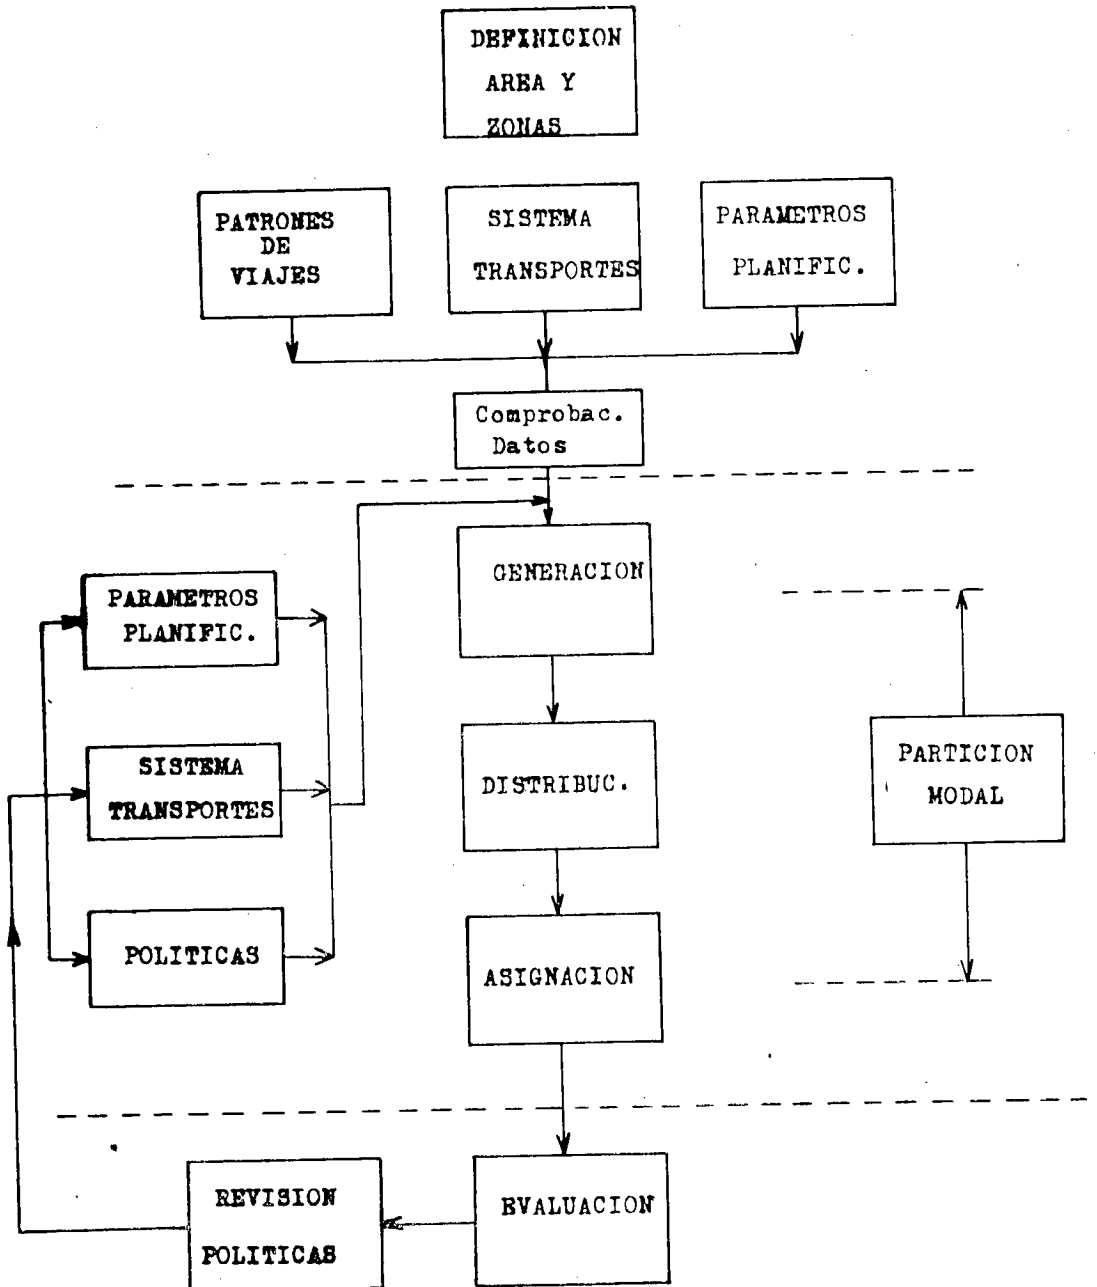 DEFINICION
AREA Y
ZONAS
PATRONES
DE
VIAJES
SISTEMA
TRANSPORTES
PARAMETROS
PLANIFIC.
Comprobac.
Datos
GENERACION
PARAMETROS
PLANIFIC.
SISTEMA
TRANSPORTES
POLITICAS
DISTRIBUC.
PARTICION
MODAL
ASIGNACION
REVISION
POLITICAS
EVALUACION